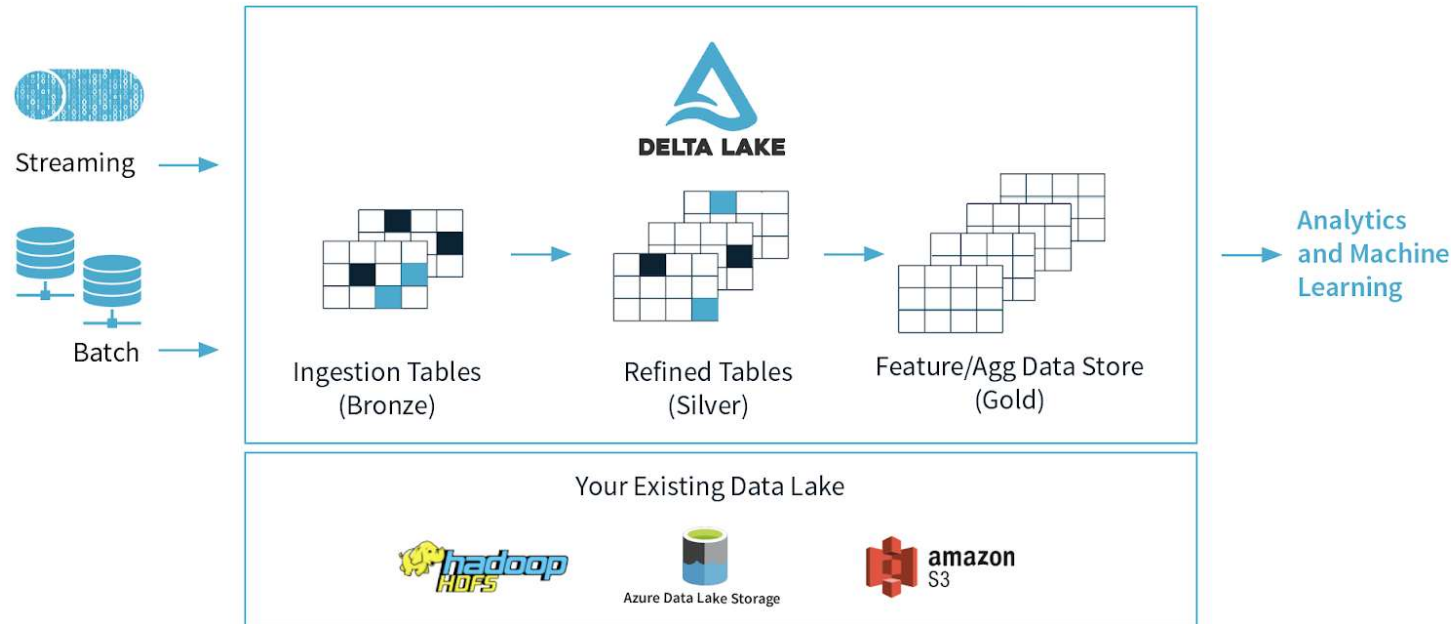 DELTA LAKE
Streaming
Batch
Ingestion Tables
(Bronze)
Refined Tables
(Silver)
Feature/Agg Data Store
(Gold)
Analytics
and Machine
Learning
Your Existing Data Lake
hadoop
HDFS
Azure Data Lake Storage
amazon
S3